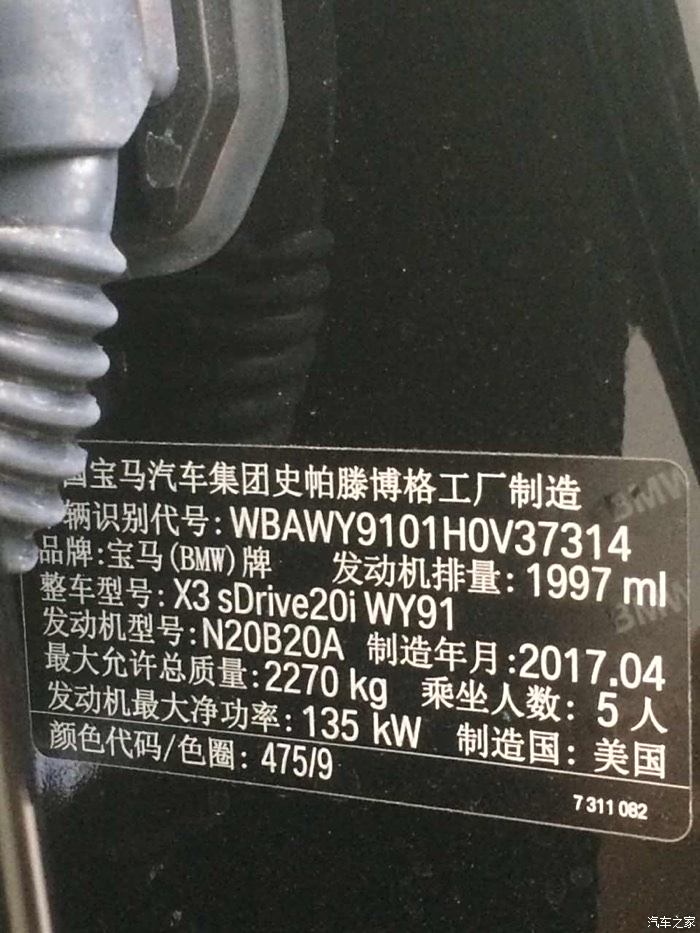 国宝马汽车集团史帕滕博格工厂制造
辆识别代号: WBAWY9101H0V37314
品牌: 宝马(BMW)牌 发动机排量: 1997 ml
整车型号: X3 sDrive20i WY91
发动机型号: N20B20A 制造年月: 2017.04
最大允许总质量: 2270 kg 乘坐人数: 5 人
发动机最大净功率: 135 kW 制造国: 美国
颜色代码/色圈: 475/9
7 311 062
BMW
BMW
汽车之家